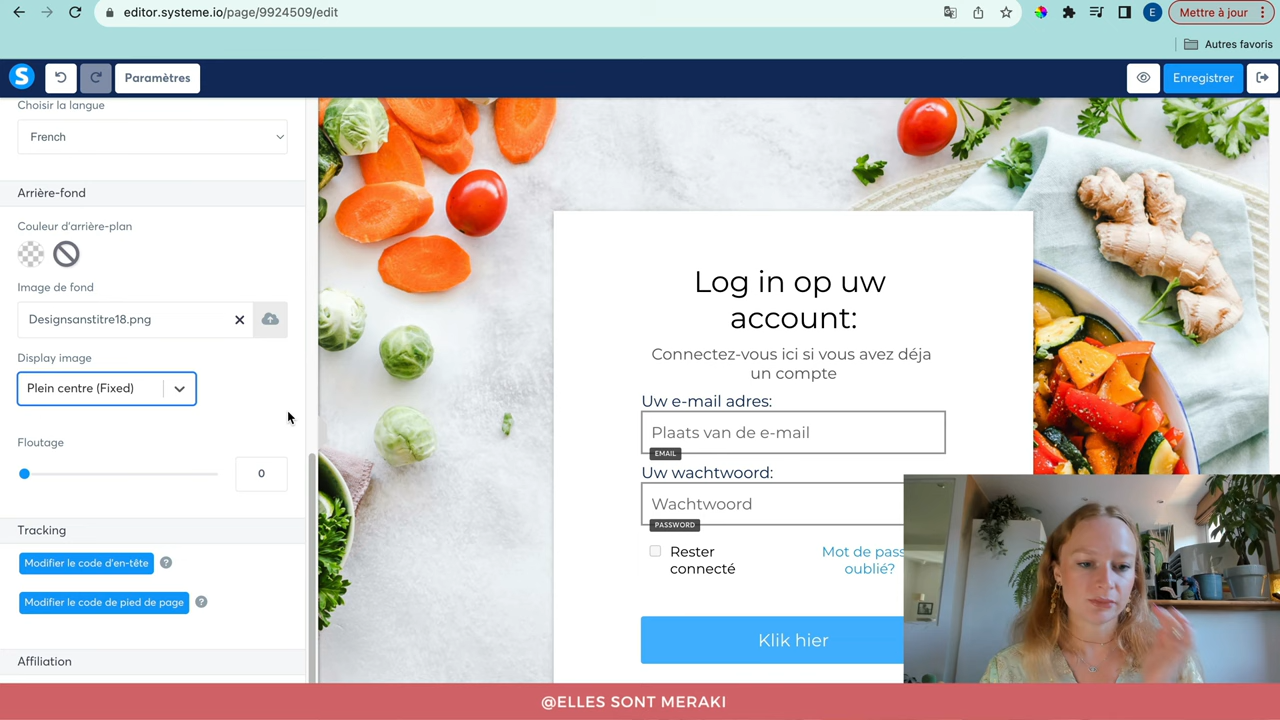 editor.systeme.io/page/9924509/edit
E
Mettre à jour
Autres favoris
S
Paramètres
Enregistrer
Choisir la langue
French
Arrière-fond
Couleur d'arrière-plan
Image de fond
Designsanstitre18.png
Display image
Plein centre (Fixed)
Floutage
0
Tracking
Modifier le code d'en-tête
?
Modifier le code de pied de page
?
Affiliation
Log in op uw
account:
Connectez-vous ici si vous avez déja
un compte
Uw e-mail adres:
Plaats van de e-mail
EMAIL
Uw wachtwoord:
Wachtwoord
PASSWORD
Rester
connecté
Mot de pass
oublié?
Klik hier
@ELLES SONT MERAKI